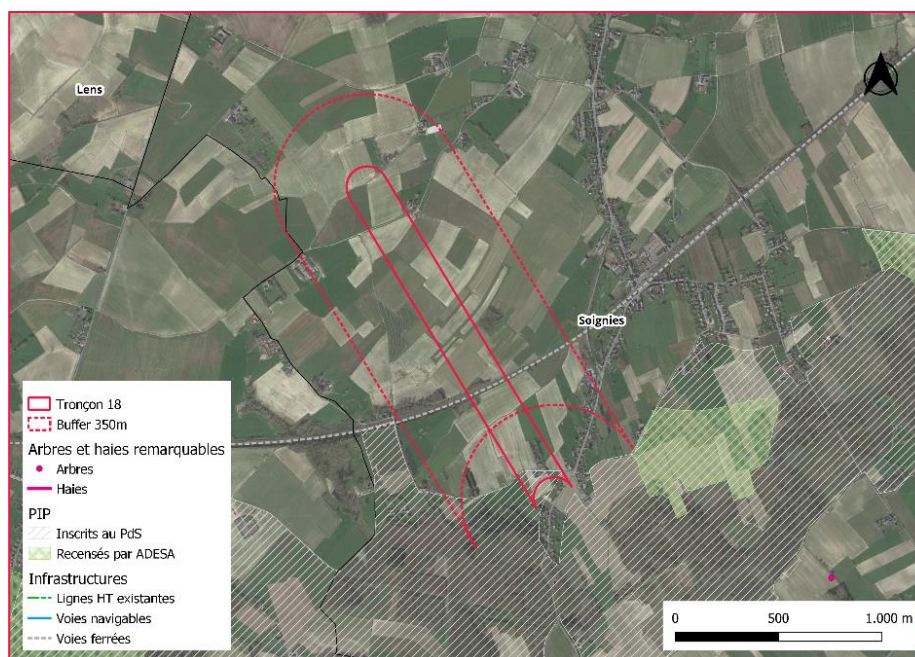 Lens
Soignies
Tronçon 18
Buffer 350m
Arbres et haies remarquables
Arbres
Haies
PIP
Inscrits au PdS
Recensés par ADESA
Infrastructures
Lignes HT existantes
Voies navigables
Voies ferrées
0 500 1.000 m